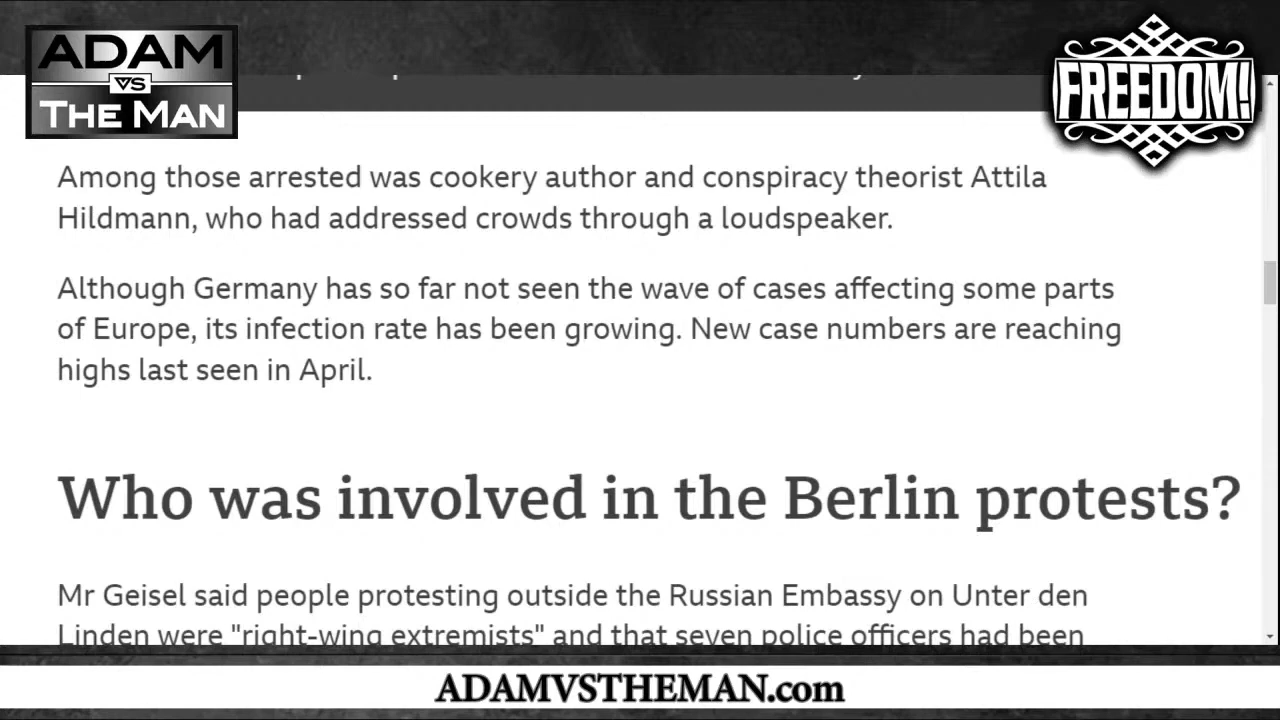 ADAM
VS
THE MAN
FREEDOM!
Among those arrested was cookery author and conspiracy theorist Attila
Hildmann, who had addressed crowds through a loudspeaker.
Although Germany has so far not seen the wave of cases affecting some parts
of Europe, its infection rate has been growing. New case numbers are reaching
highs last seen in April.
Who was involved in the Berlin protests?
Mr Geisel said people protesting outside the Russian Embassy on Unter den
Linden were "right-wing extremists" and that seven police officers had been
ADAMVSTHEMAN.com